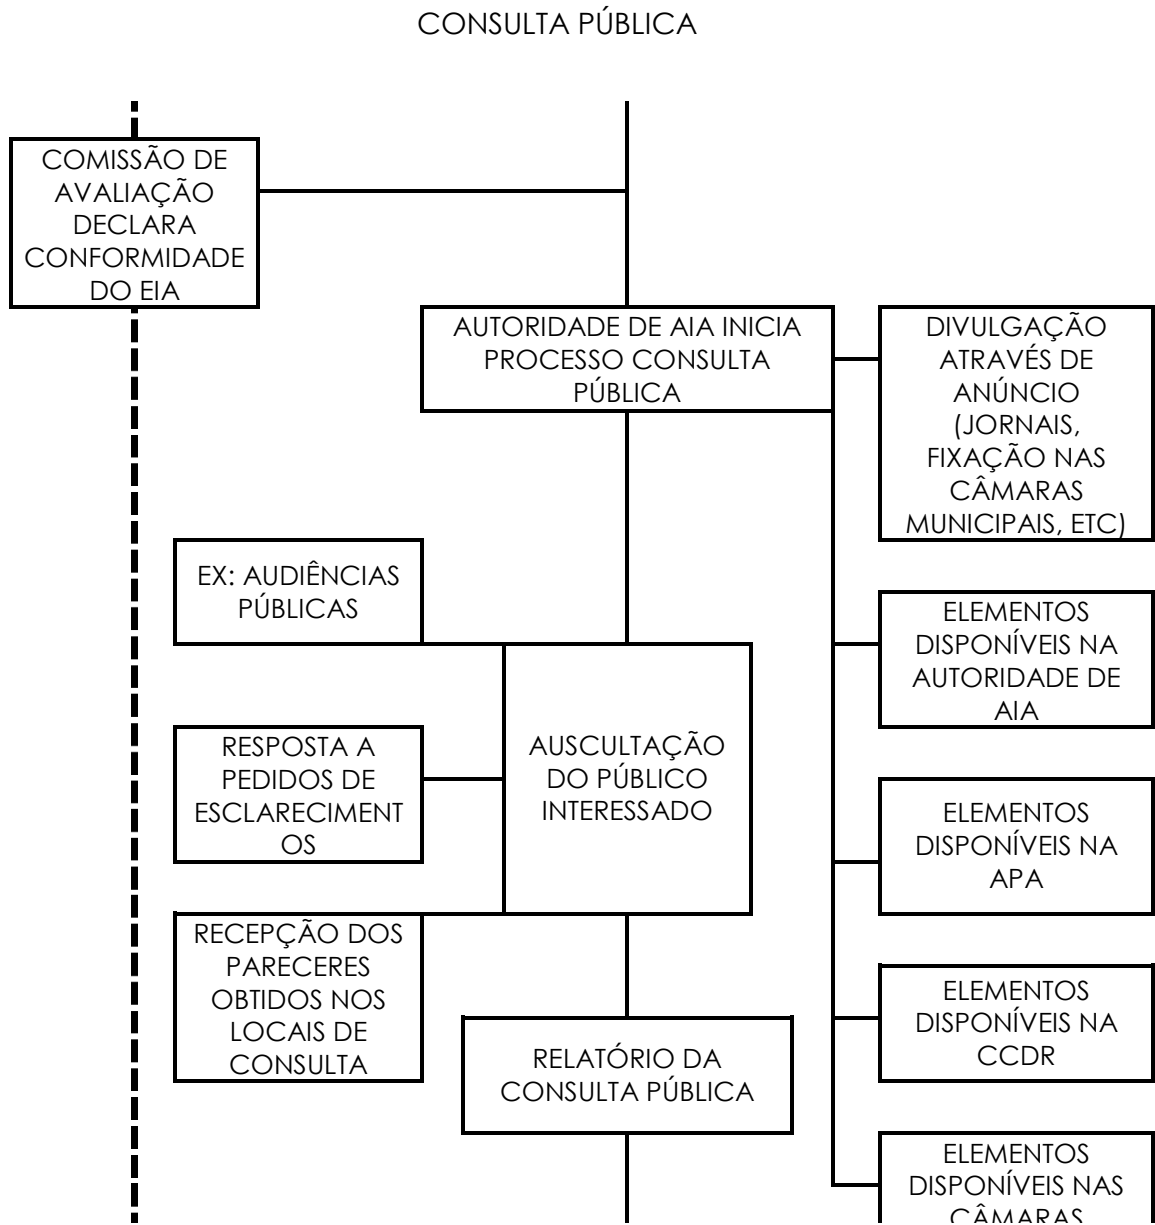 CONSULTA PÚBLICA
COMISSÃO DE
AVALIAÇÃO
DECLARA
CONFORMIDADE
DO EIA
AUTORIDADE DE AIA INICIA
PROCESSO CONSULTA
PÚBLICA
DIVULGAÇÃO
ATRAVÉS DE
ANÚNCIO
(JORNAIS,
FIXAÇÃO NAS
CÂMARAS
MUNICIPAIS, ETC)
EX: AUDIÊNCIAS
PÚBLICAS
ELEMENTOS
DISPONÍVEIS NA
AUTORIDADE DE
AIA
RESPOSTA A
PEDIDOS DE
ESCLARECIMENT
OS
AUSCULTAÇÃO
DO PÚBLICO
INTERESSADO
ELEMENTOS
DISPONÍVEIS NA
APA
RECEPÇÃO DOS
PARECERES
OBTIDOS NOS
LOCAIS DE
CONSULTA
ELEMENTOS
DISPONÍVEIS NA
CCDR
RELATÓRIO DA
CONSULTA PÚBLICA
ELEMENTOS
DISPONÍVEIS NAS
CÂMARAS